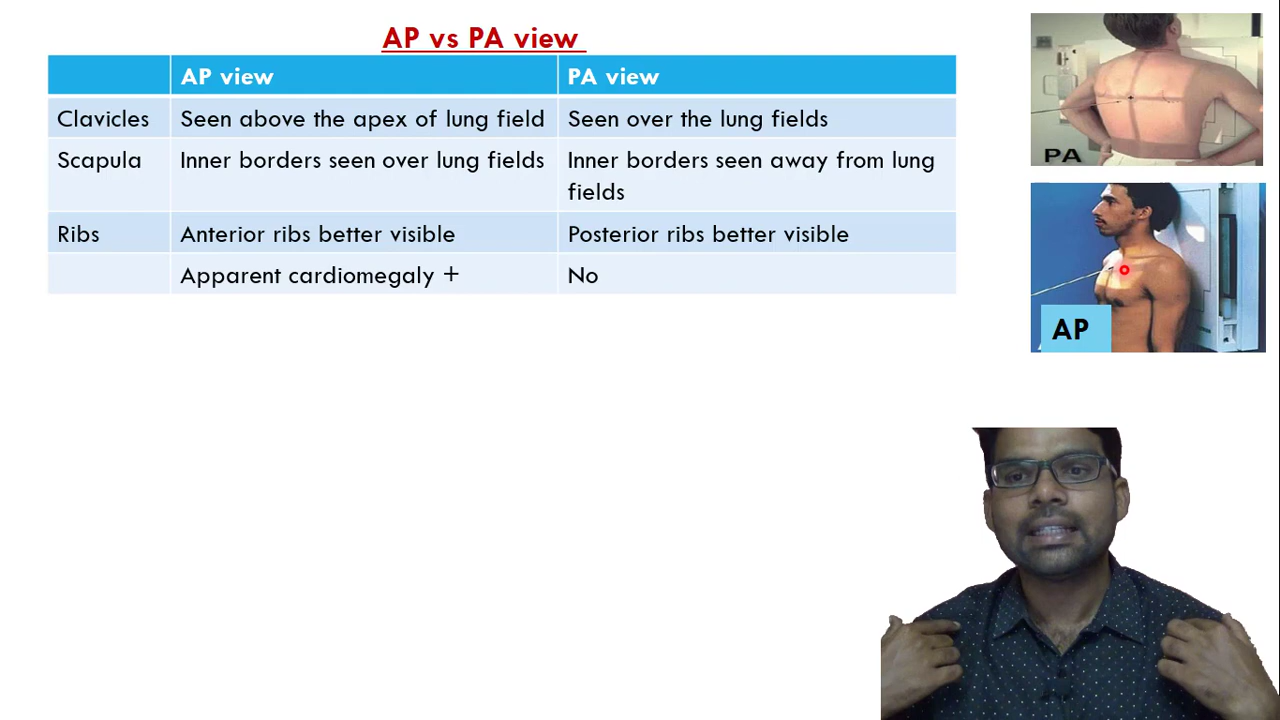 AP vs PA view
AP view PA view
Clavicles Seen above the apex of lung field Seen over the lung fields
Scapula Inner borders seen over lung fields Inner borders seen away from lung
fields
Ribs Anterior ribs better visible Posterior ribs better visible
Apparent cardiomegaly + No
PA
AP